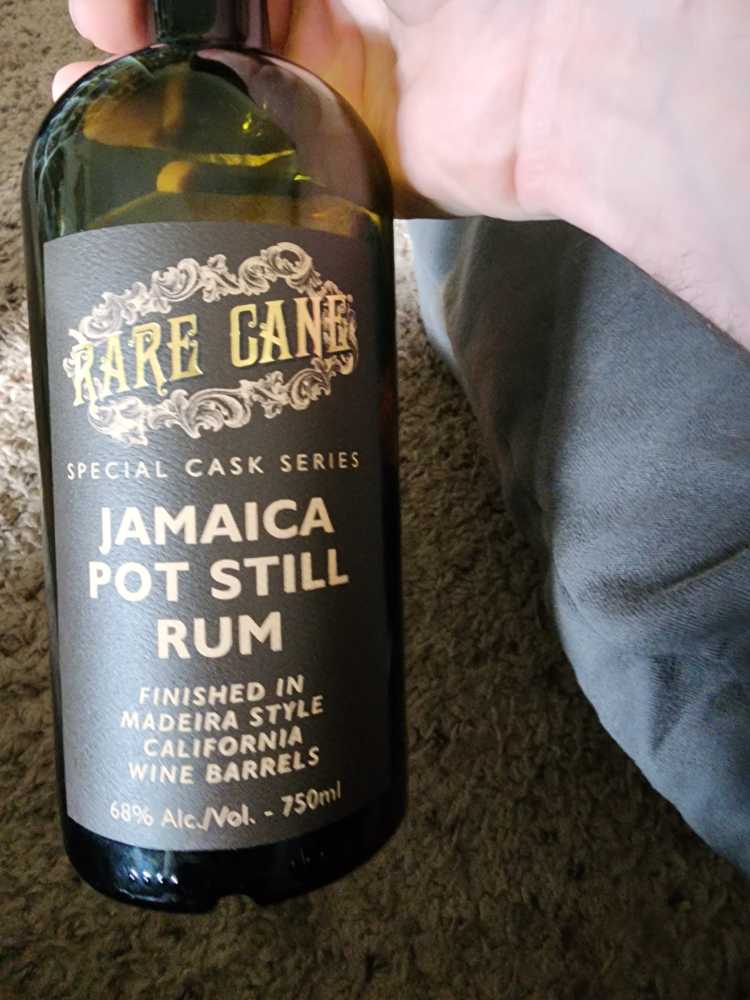 RARE CANE
SPECIAL CASK SERIES
JAMAICA
POT STILL
RUM
FINISHED IN
MADEIRA STYLE
CALIFORNIA
WINE BARRELS
68% Alc./Vol. - 750ml